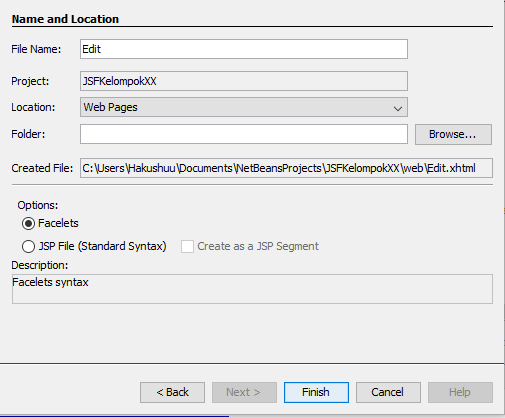 Name and Location
File Name: Edit
Project: JSFKelompokXX
Location: Web Pages
Folder: Browse...
Created File: C:\Users\Hakushuu\Documents\NetBeansProjects\JSFKelompokXX\web\Edit.xhtml
Options:
Facelets
JSP File (Standard Syntax) Create as a JSP Segment
Description:
Facelets syntax
< Back Next > Finish Cancel Help